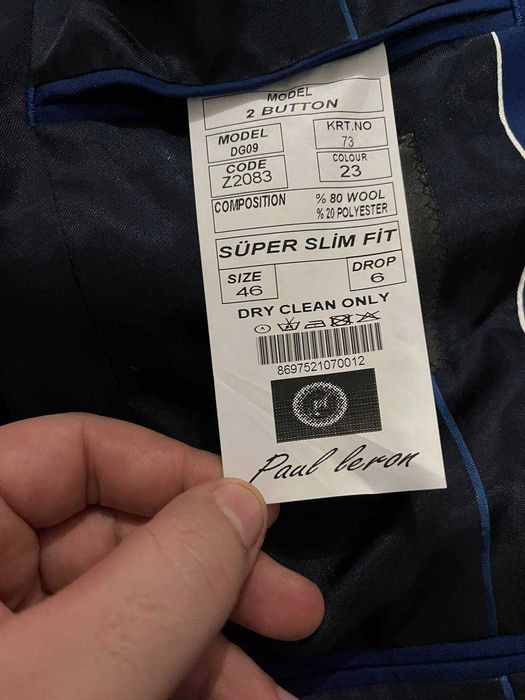 MODEL
2 BUTTON
MODEL
DG09
KRT.NO
73
CODE
Z2083
COLOUR
23
COMPOSITION
% 80 WOOL
% 20 POLYESTER
SÜPER SLİM FİT
SIZE
46
DROP
6
DRY CLEAN ONLY
8697521070012
Paul leron